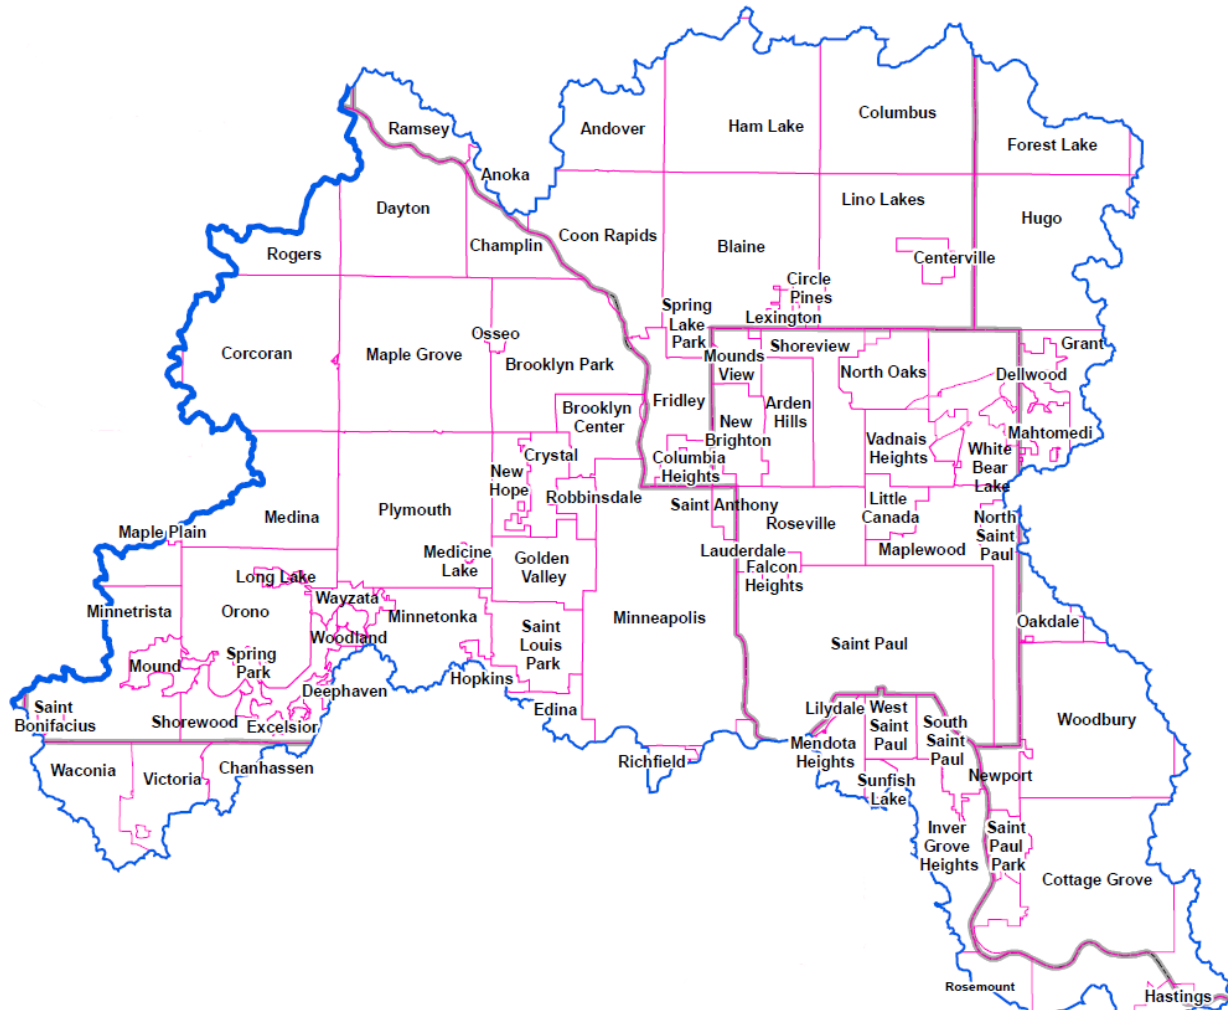 Columbus
Ramsey
Andover
Ham Lake
Forest Lake
Anoka
Dayton
Lino Lakes
Hugo
Champlin
Coon Rapids
Blaine
Rogers
Centerville
Circle
Pines
Spring
Lake
Park
Lexington
Osseo
Shoreview
Grant
Corcoran
Maple Grove
Brooklyn Park
Mounds
View
North Oaks
Dellwood
Fridley
Arden
Hills
Brooklyn
Center
New
Brighton
Vadnais
Heights
Mahtomedi
Crystal
Columbia
Heights
White
Bear
Lake
New
Hope
Robbinsdale
Saint Anthony
Little
Canada
Plymouth
Medina
Roseville
North
Saint
Paul
Maple Plain
Medicine
Lake
Golden
Valley
Lauderdale
Maplewood
Falcon
Heights
Long Lake
Wayzata
Minnetrista
Orono
Minnetonka
Minneapolis
Oakdale
Woodland
Saint
Louis
Park
Saint Paul
Mound
Spring
Park
Hopkins
Deephaven
Saint
Bonifacius
Shorewood
Excelsior
Edina
Lilydale
West
Saint
Paul
South
Saint
Paul
Woodbury
Mendota
Heights
Richfield
Waconia
Victoria
Chanhassen
Sunfish
Lake
Newport
Inver
Grove
Heights
Saint
Paul
Park
Cottage Grove
Rosemount
Hastings